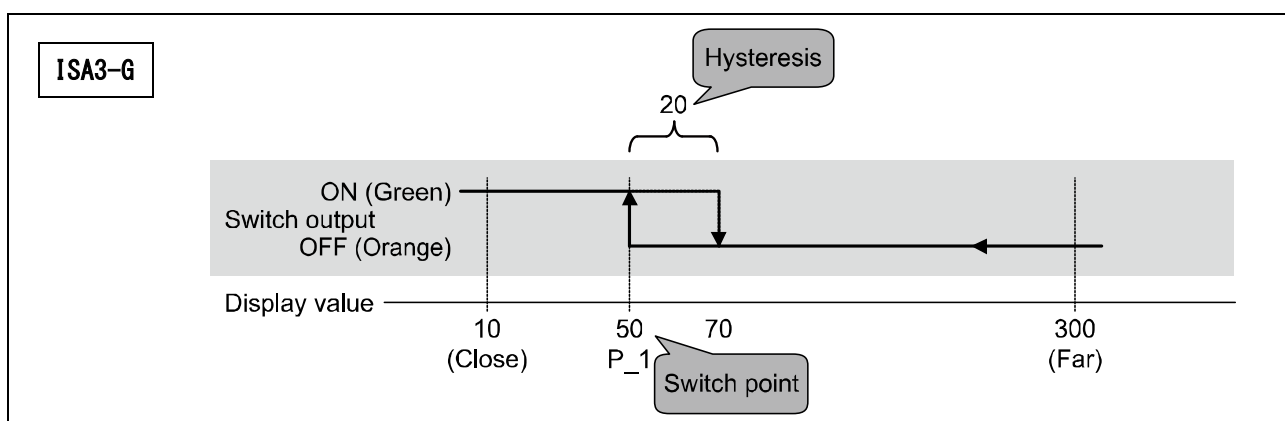 ISA3-G
Hysteresis
20
ON (Green)
Switch output
OFF (Orange)
Display value
10 50 70 300
(Close) P_1 (Far)
Switch point